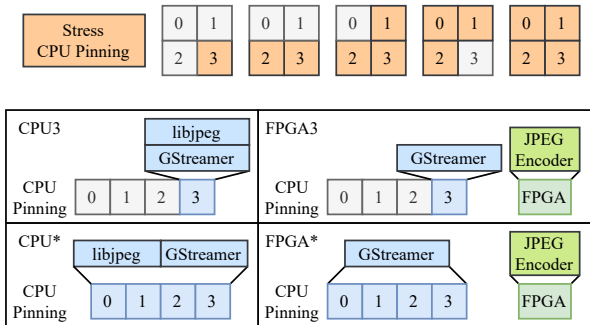 Stress
CPU Pinning
0 1 0 1 0 1 0 1 0 1
2 3 2 3 2 3 2 3 2 3
CPU3
libjpeg
GStreamer
CPU
Pinning
0 1 2 3
FPGA3
GStreamer
JPEG
Encoder
CPU
Pinning
0 1 2 3
FPGA
CPU*
libjpeg GStreamer
CPU
Pinning
0 1 2 3
FPGA*
GStreamer
JPEG
Encoder
CPU
Pinning
0 1 2 3
FPGA